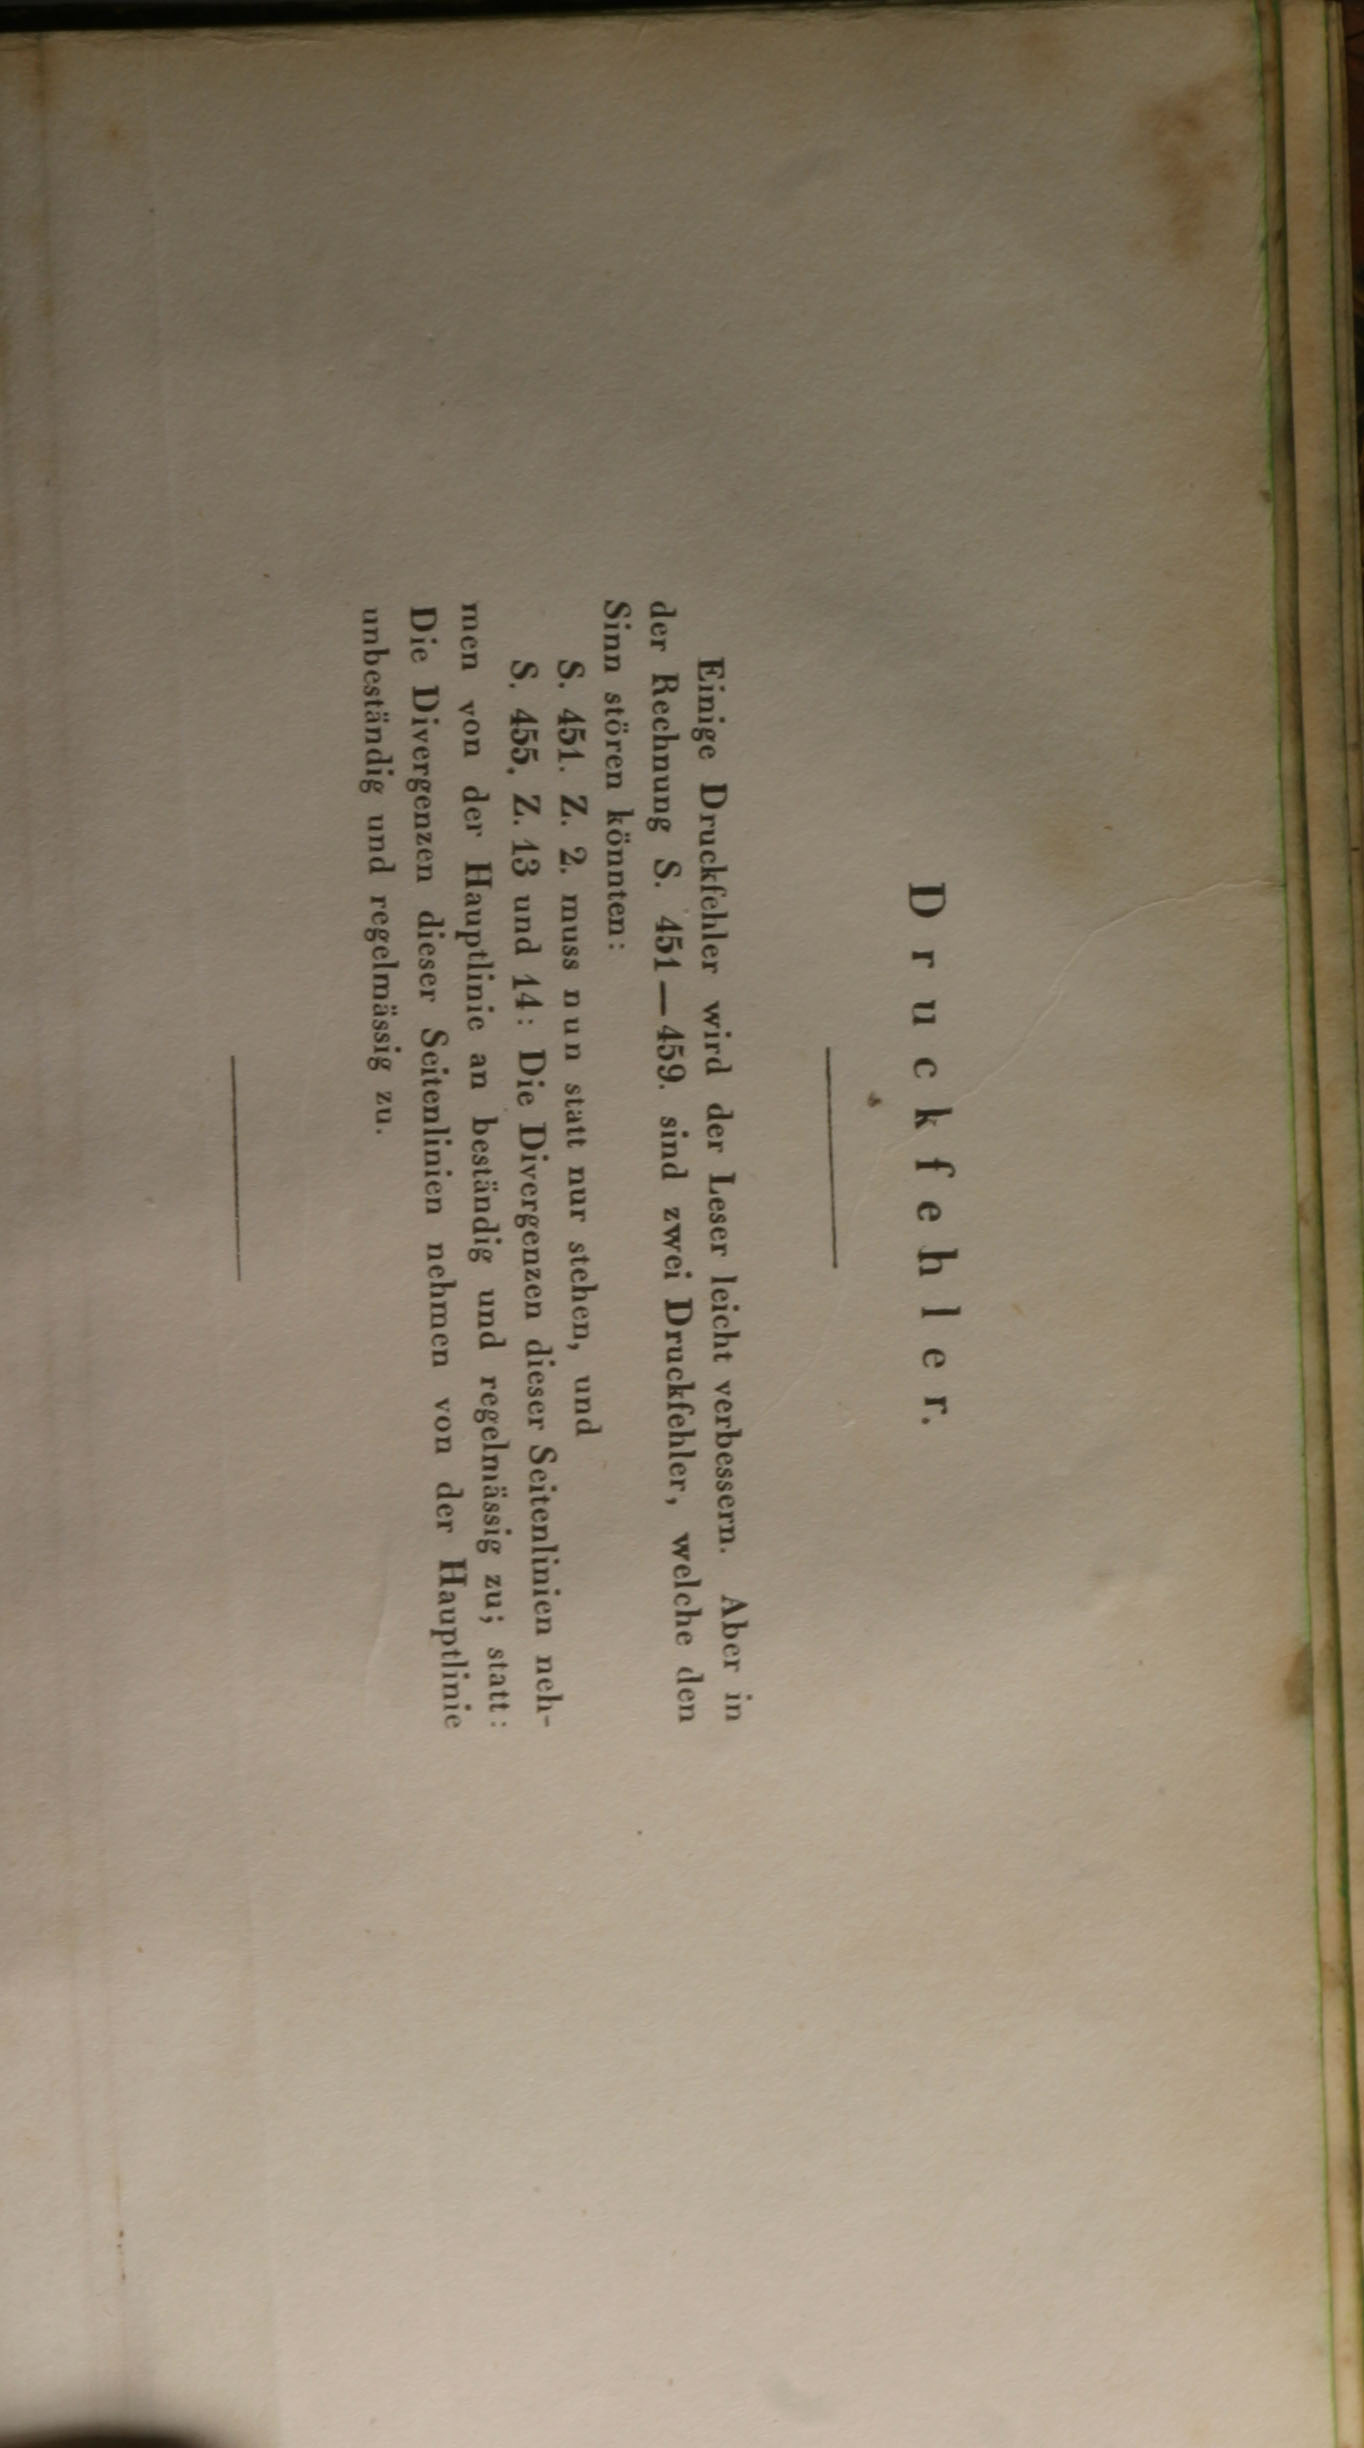 Druckfehler.
Einige Druckfehler wird der Leser leicht verbessern. Aber in
der Rechnung S. 451—459. sind zwei Druckfehler, welche den
Sinn stören könnten:
S. 451. Z. 2. muss nun statt nur stehen, und
S. 455. Z. 13 und 14: Die Divergenzen dieser Seitenlinien neh-
men von der Hauptlinie an beständig und regelmässig zu; statt:
Die Divergenzen dieser Seitenlinien nehmen von der Hauptlinie
unbeständig und regelmässig zu.